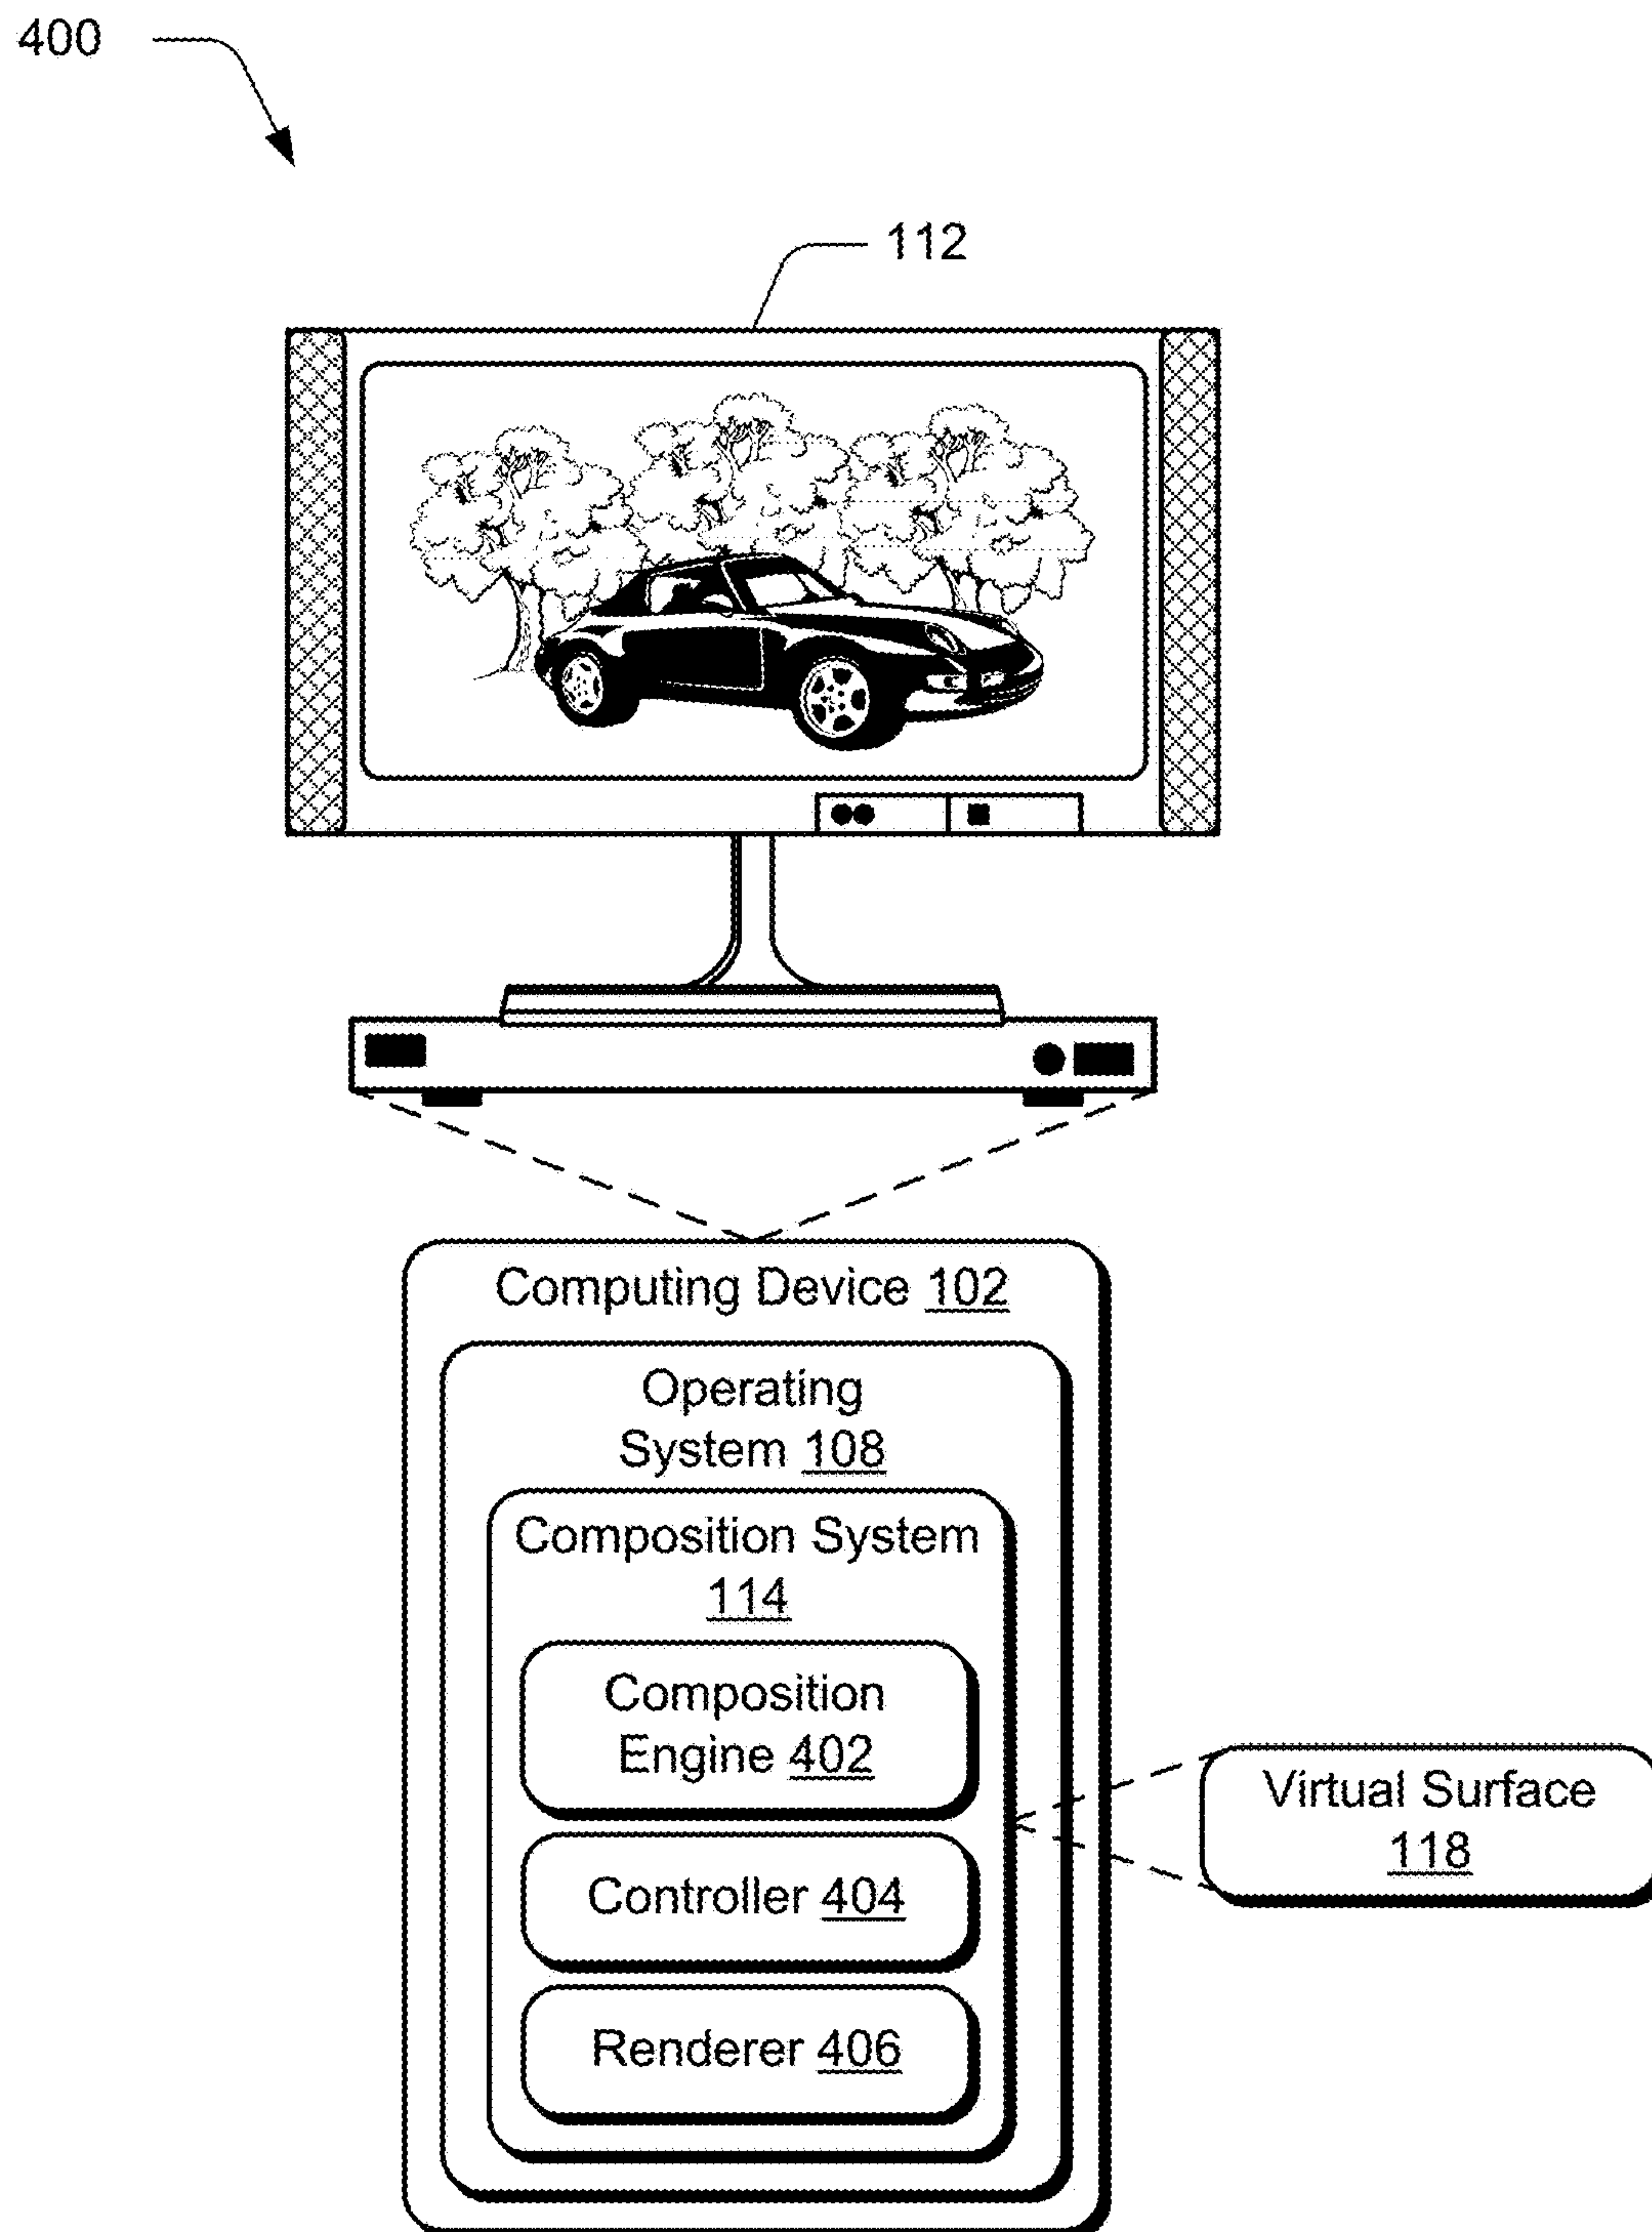 400
112
Computing Device 102
Operating
System 108
Composition System
114
Composition
Engine 402
Controller 404
Renderer 406
Virtual Surface
118